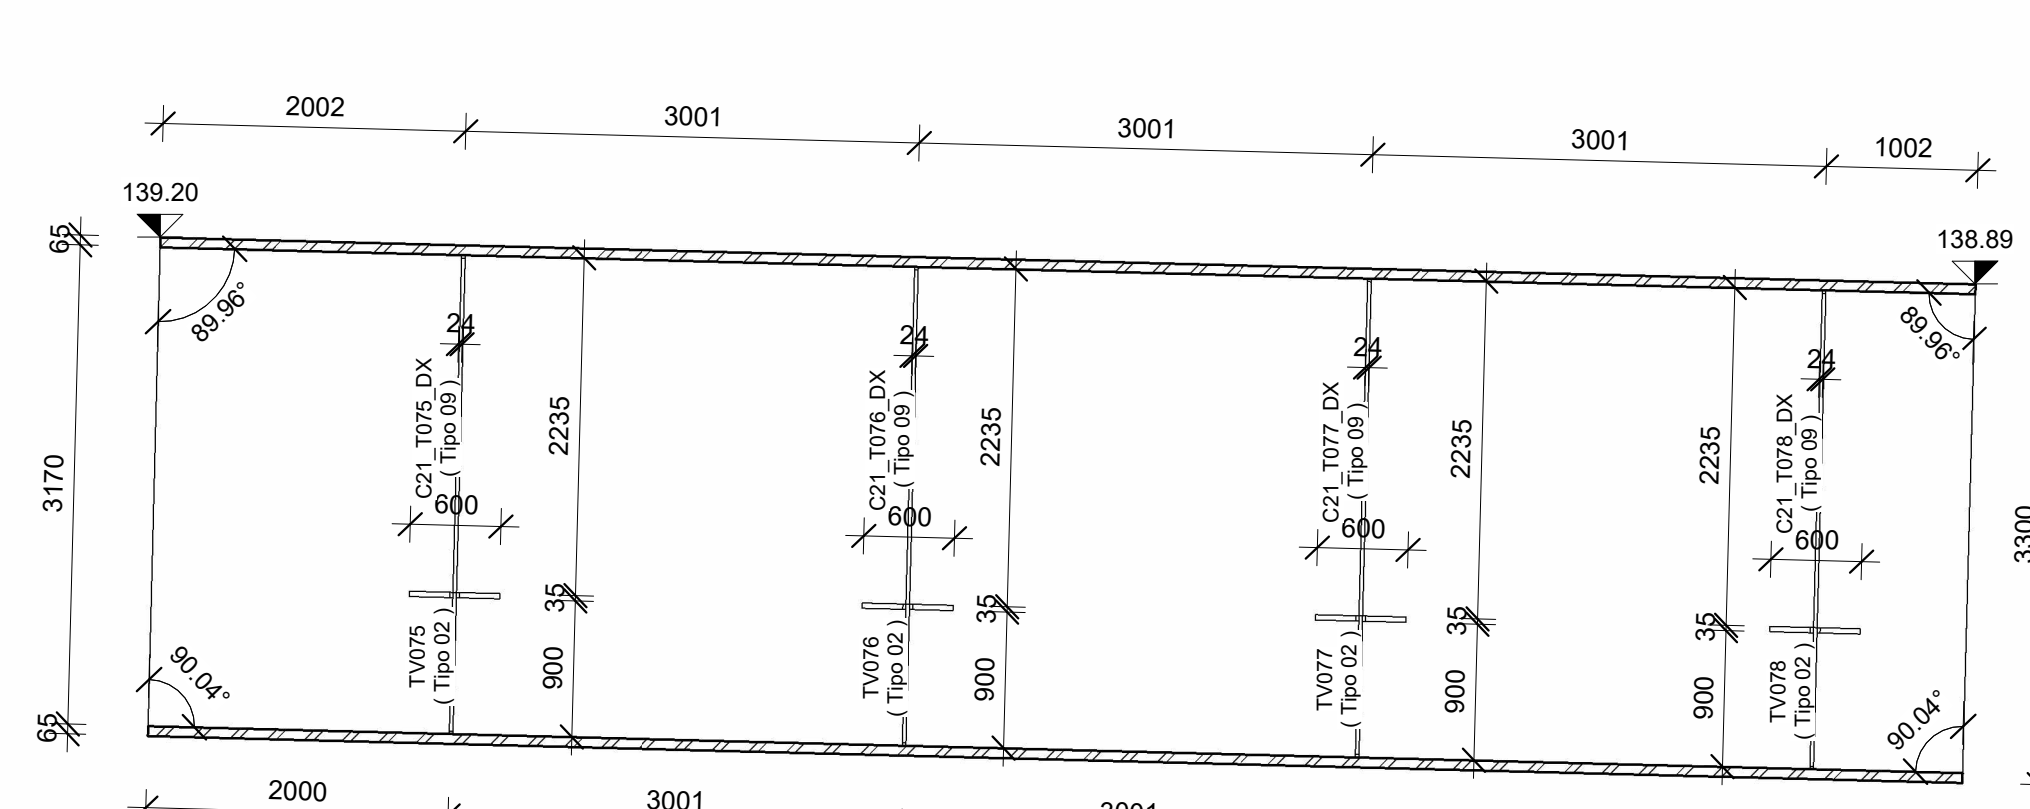 2002
3001
3001
3001
1002
139.20
138.89
65
89.96°
89.96°
24
24
24
24
C21_T075_DX
( Tipo 09 )
2235
C21_T076_DX
( Tipo 09 )
2235
C21_T077_DX
( Tipo 09 )
2235
C21_T078_DX
( Tipo 09 )
2235
3170
600
600
600
600
3300
35
35
35
35
TV075
( Tipo 02 )
900
TV076
( Tipo 02 )
900
TV077
( Tipo 02 )
900
TV078
( Tipo 02 )
900
90.04°
90.04°
65
2000
3001
3001